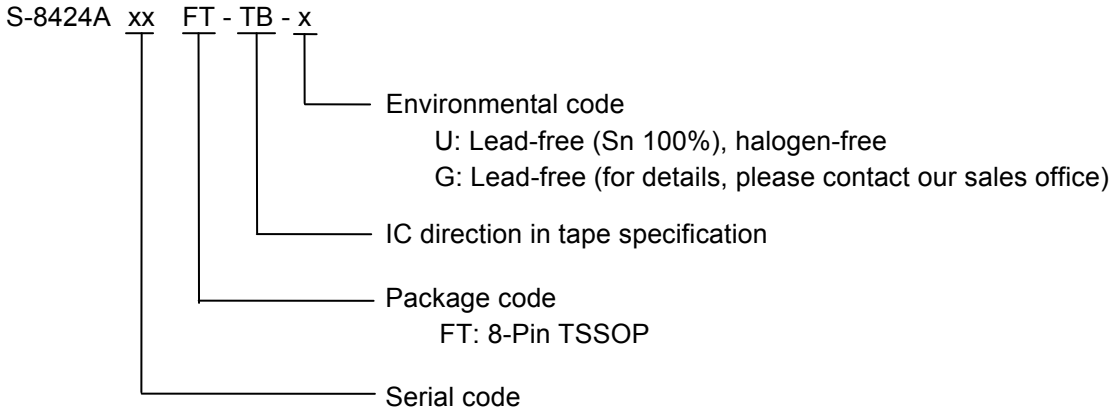 S-8424A xx FT - TB - x
Environmental code
U: Lead-free (Sn 100%), halogen-free
G: Lead-free (for details, please contact our sales office)
IC direction in tape specification
Package code
FT: 8-Pin TSSOP
Serial code